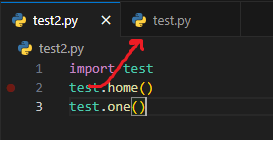 test2.py × test.py
test2.py
1 import test
2 test.home()
3 test.one()